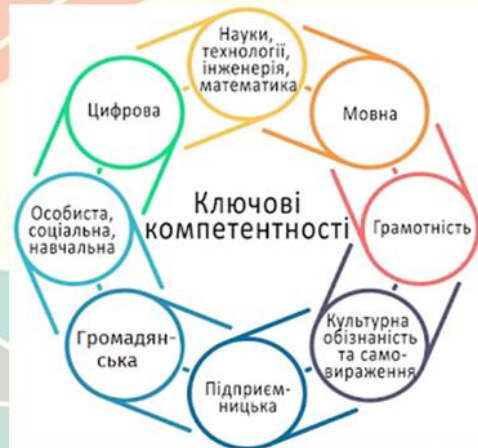 Ключові
компетентності
Науки,
технології,
інженерія,
математика
Мовна
Грамотність
Культурна
обізнаність
та само-
вираження
Підприєм-
ницька
Громадян-
ська
Особиста,
соціальна,
навчальна
Цифрова